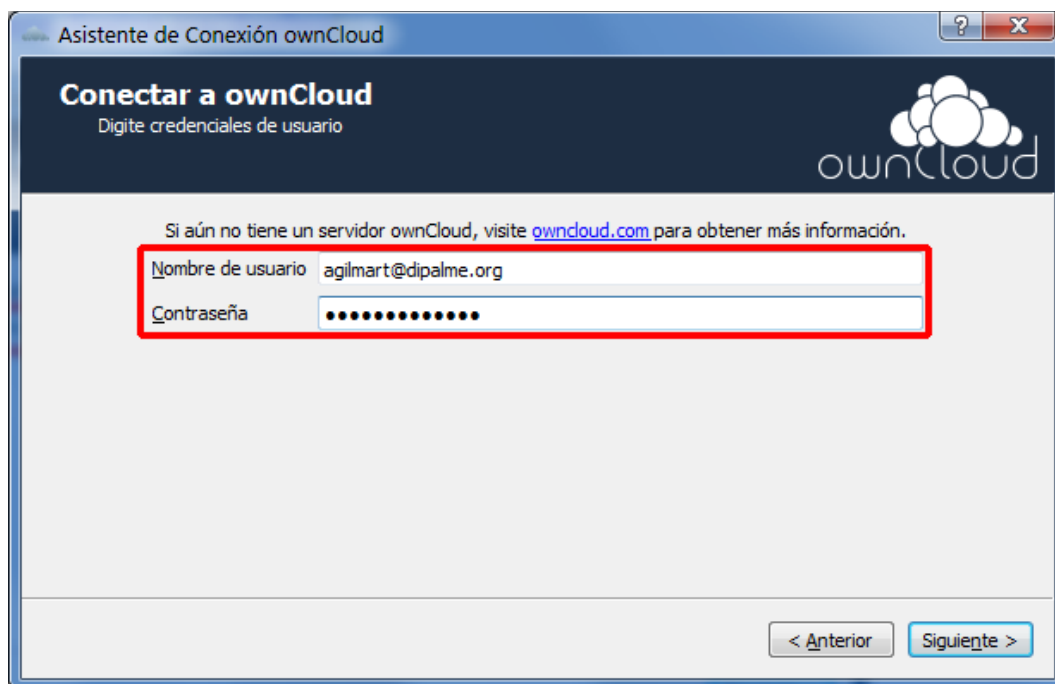 Asistente de Conexión ownCloud
?
X
Conectar a ownCloud
Digite credenciales de usuario
ownCloud
Si aún no tiene un servidor ownCloud, visite owncloud.com para obtener más información.
Nombre de usuario agilmart@dipalme.org
Contraseña •••••••••••••
< Anterior Siguiente >